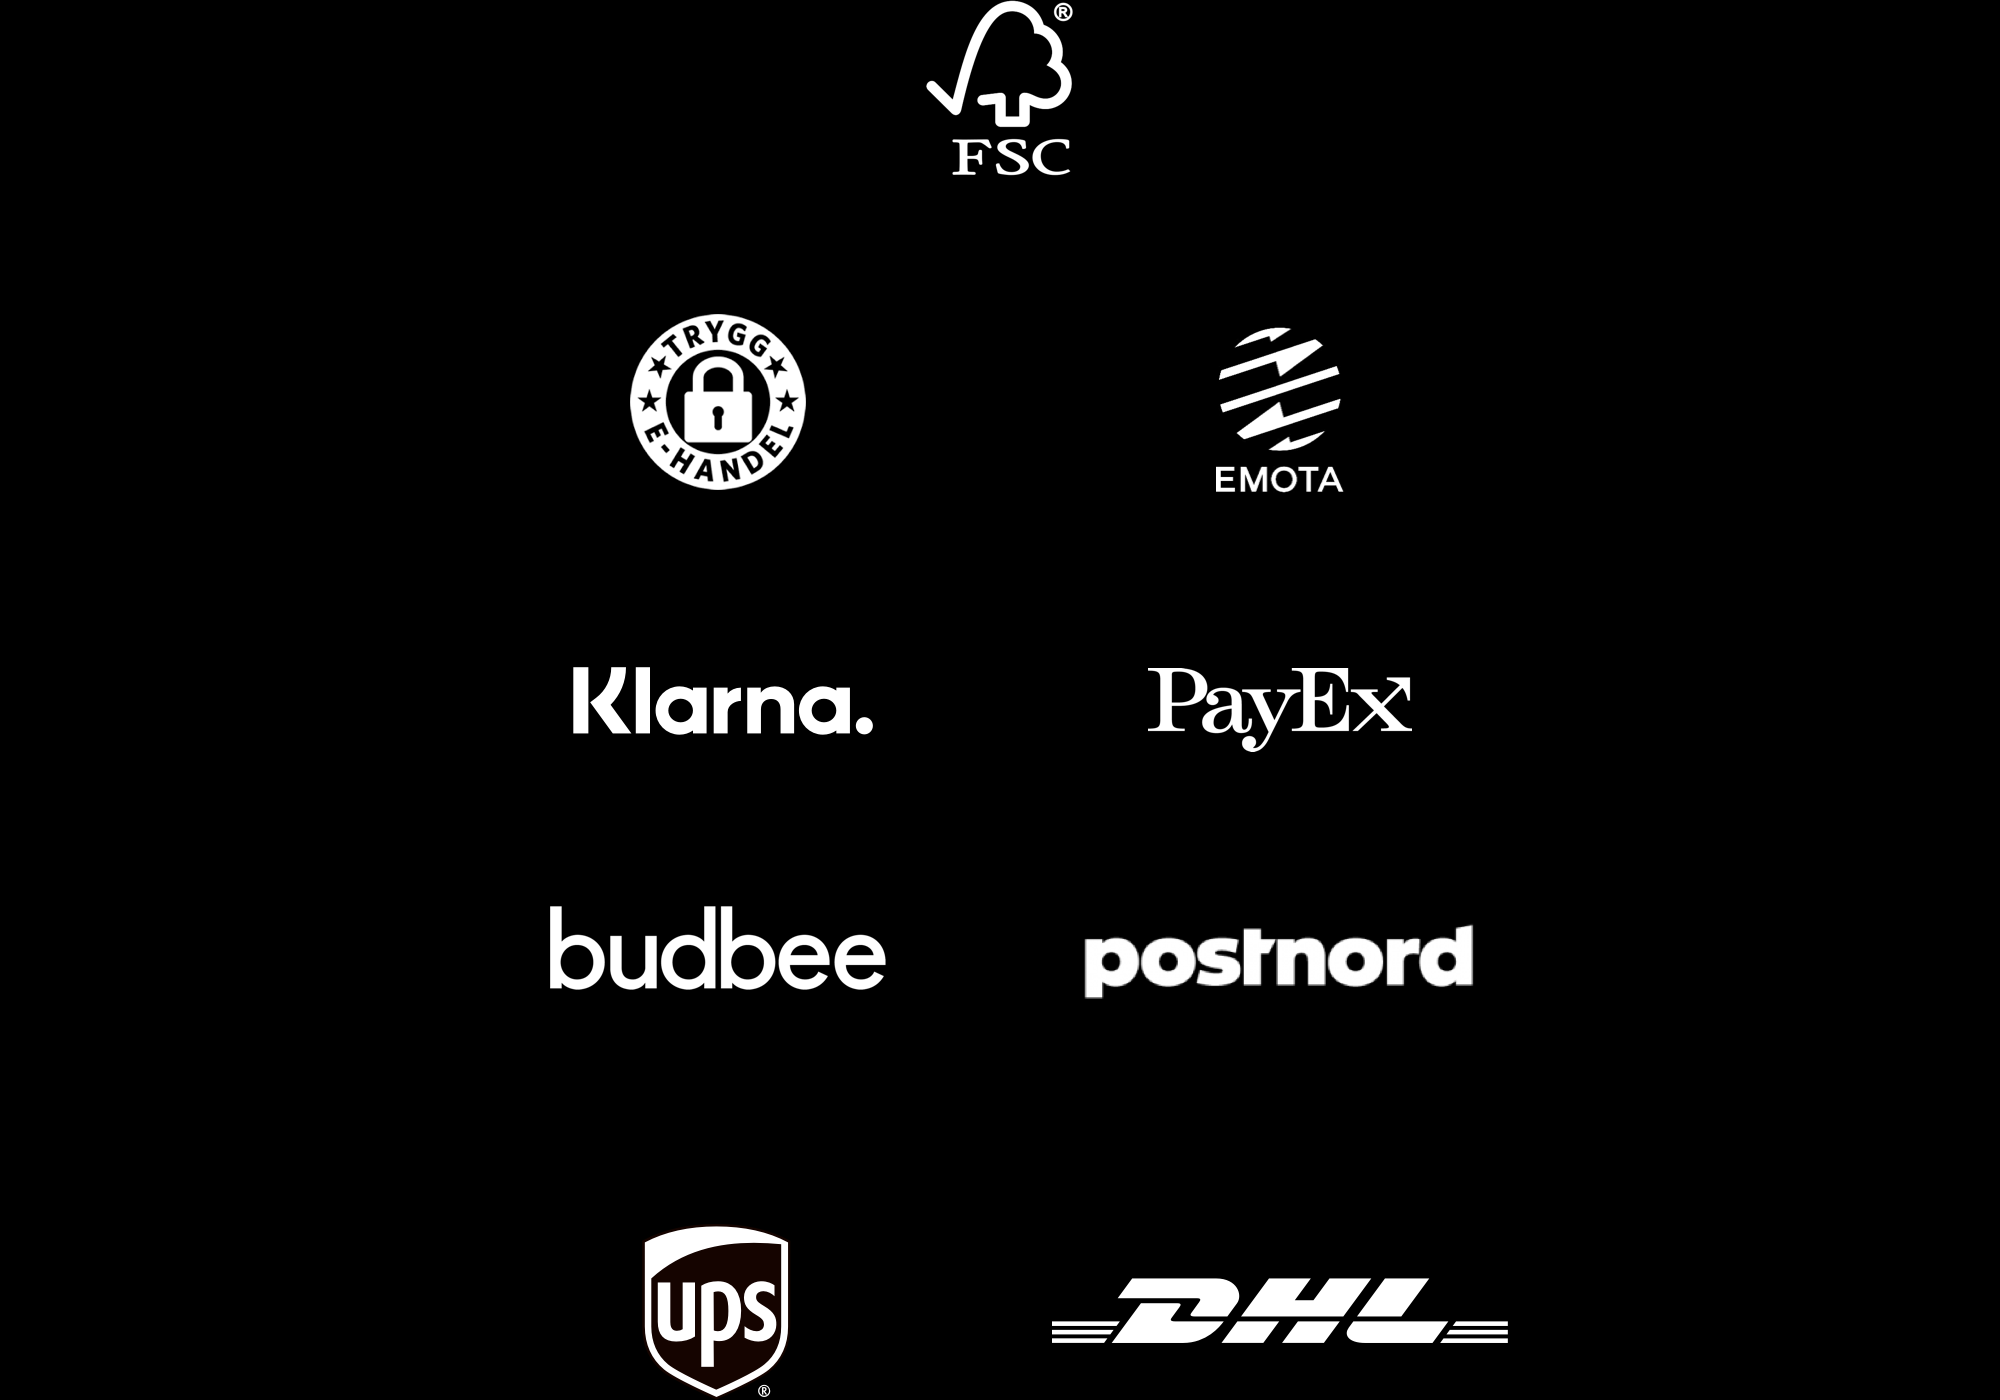 ®
FSC
TRYGG
E-HANDEL
EMOTA
Klarna.
PayEx
budbee
postnord
ups
®
DHL